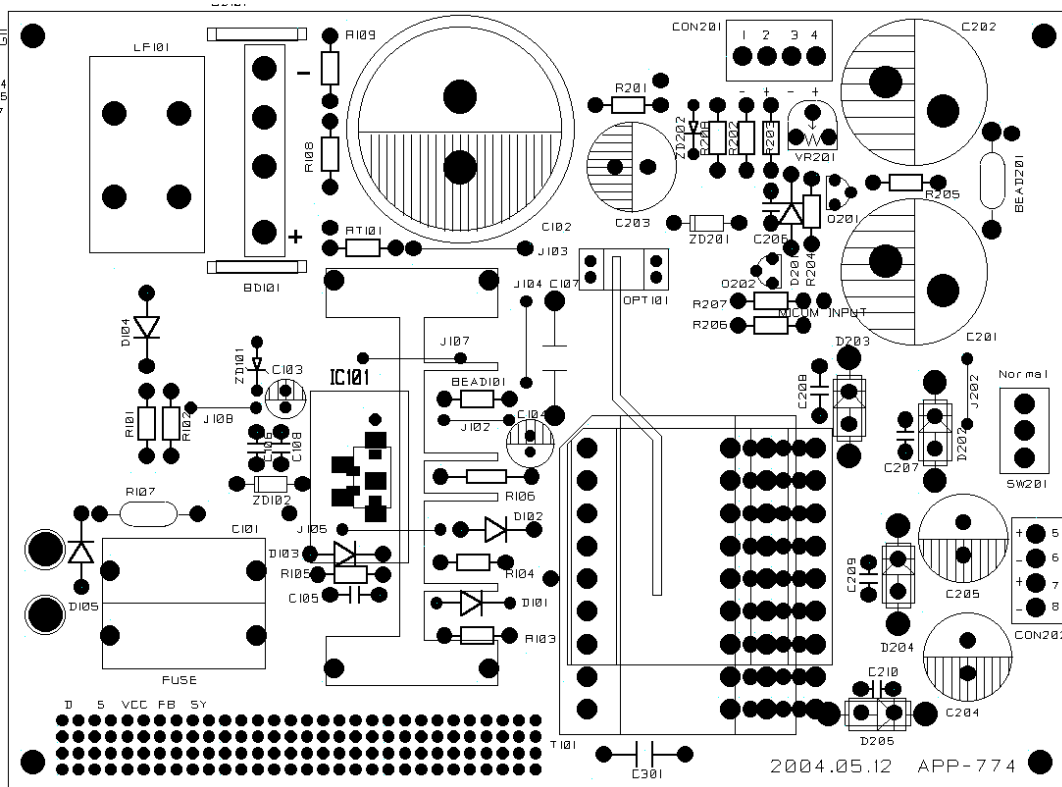 LF101
R109
R108
- 
+
BD101
RT101
C102
J103
R201
C203
CON201
1 2 3 4
- + - +
ZD202
R208
R202
R203
VR201
C202
BEAD201
R205
Q201
ZD201
C206
D201
R204
Q202
R207
R206
MICOM INPUT
C201
OPT101
J104
C107
J107
D104
ZD101
C103
IC101
BEAD101
J102
C104
R101
R102
J108
C106
C108
ZD102
R106
R107
C101
J105
D102
D103
R105
R104
C105
D101
R103
D105
FUSE
D203
C208
C207
D202
J202
Normal
SW201
C209
D204
C205
+ 5
- 6
+ 7
- 8
CON202
C204
C210
D205
D S VCC FB SY
T101
C301
2004.05.12 APP-774